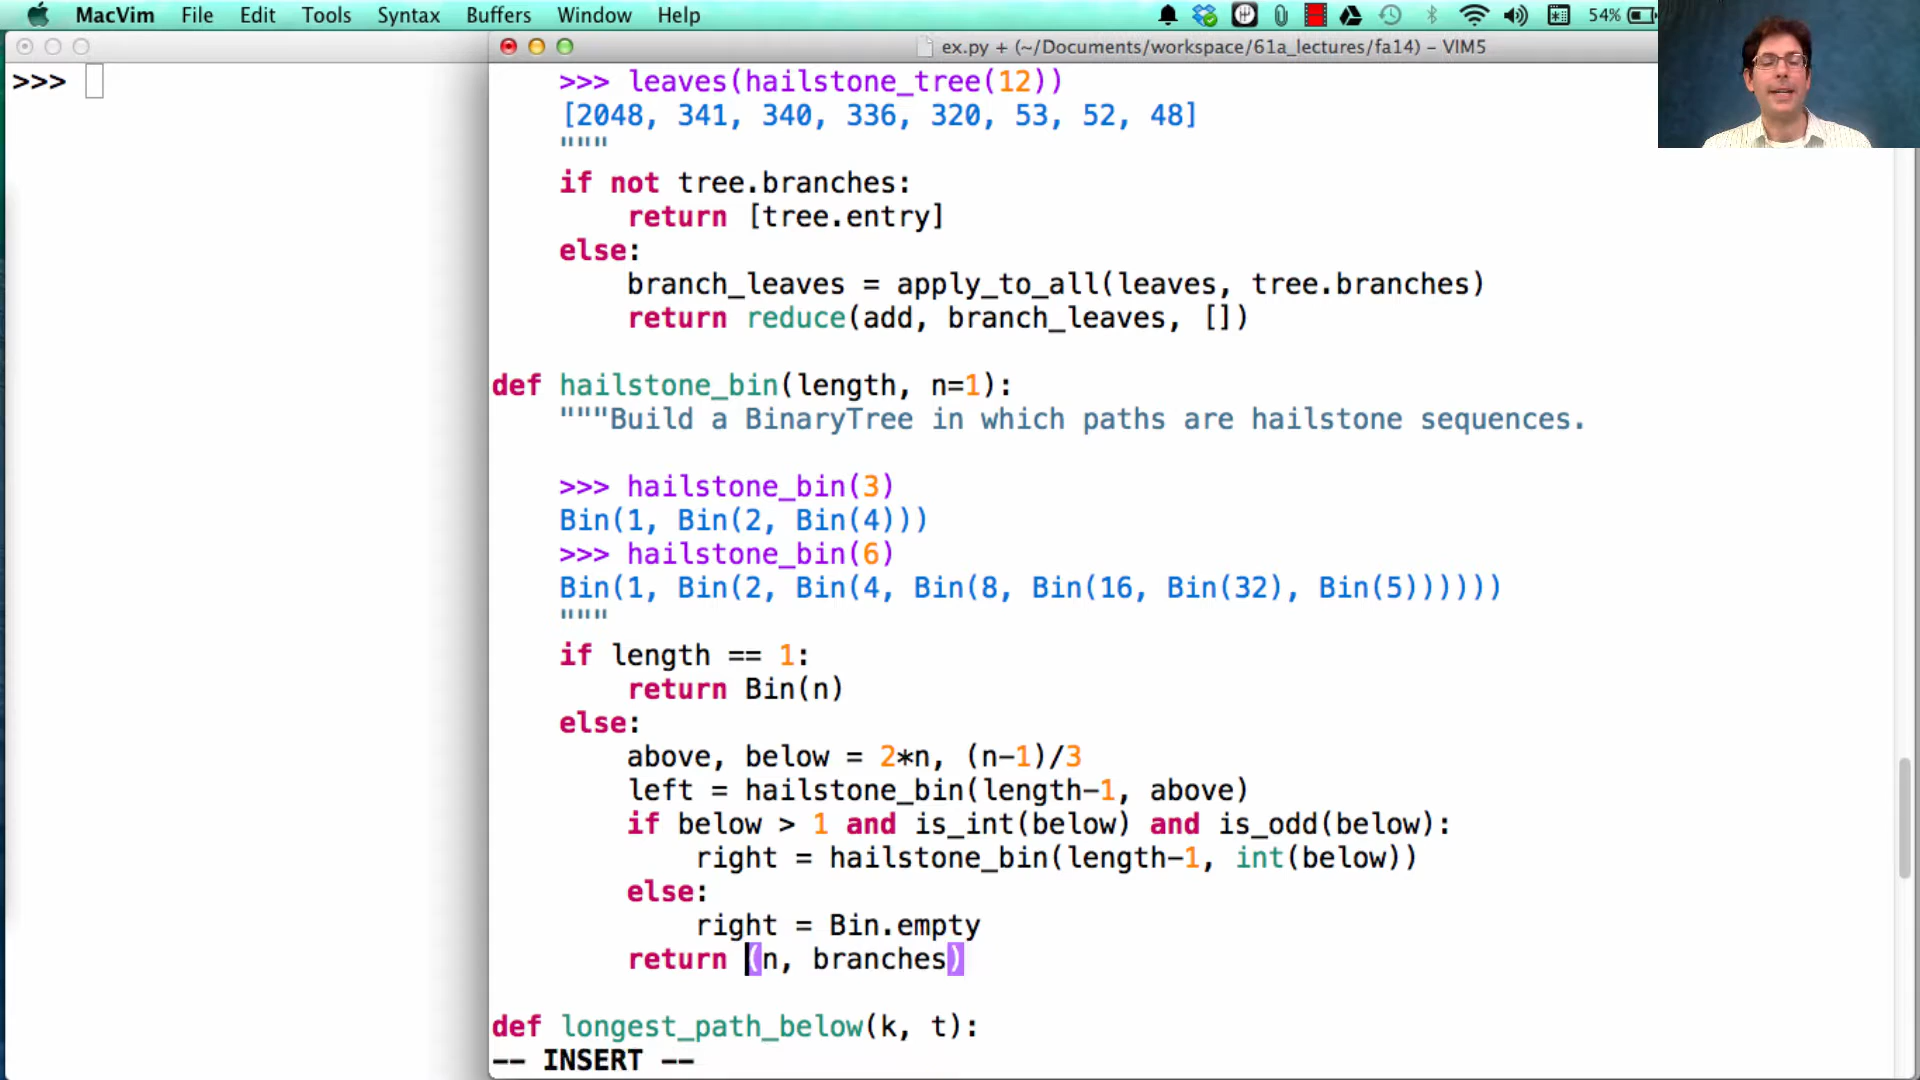 MacVim File Edit Tools Syntax Buffers Window Help 54%
ex.py + (~/Documents/workspace/61a_lectures/fa14) – VIM5
>>>
>>> leaves(hailstone_tree(12))
[2048, 341, 340, 336, 320, 53, 52, 48]
"""
if not tree.branches:
return [tree.entry]
else:
branch_leaves = apply_to_all(leaves, tree.branches)
return reduce(add, branch_leaves, [])
def hailstone_bin(length, n=1):
"""Build a BinaryTree in which paths are hailstone sequences.
>>> hailstone_bin(3)
Bin(1, Bin(2, Bin(4)))
>>> hailstone_bin(6)
Bin(1, Bin(2, Bin(4, Bin(8, Bin(16, Bin(32), Bin(5))))))
"""
if length == 1:
return Bin(n)
else:
above, below = 2*n, (n-1)/3
left = hailstone_bin(length-1, above)
if below > 1 and is_int(below) and is_odd(below):
right = hailstone_bin(length-1, int(below))
else:
right = Bin.empty
return (n, branches)
def longest_path_below(k, t):
-- INSERT --